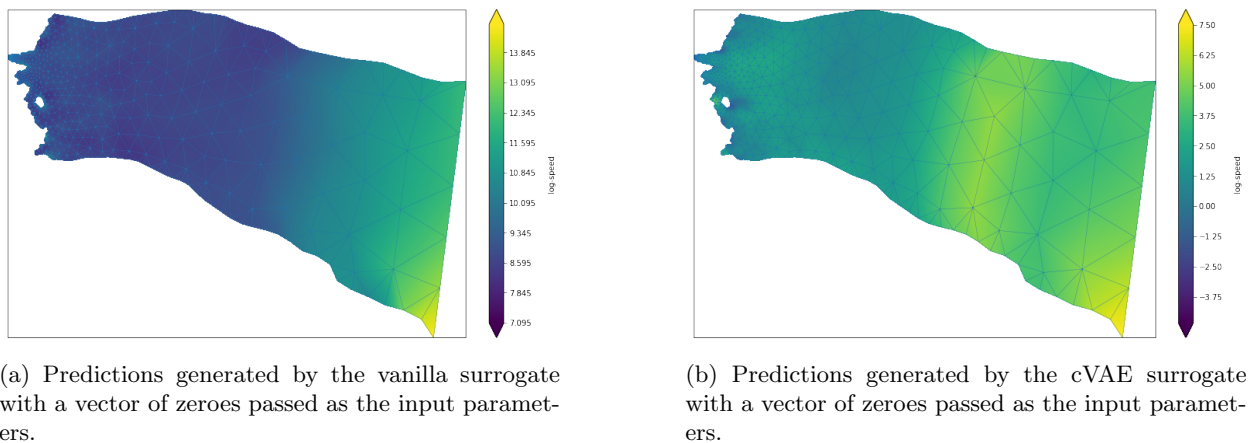 13.845
13.095
12.345
11.595
10.845
10.095
9.345
8.595
7.845
7.095
log-speed
7.50
6.25
5.00
3.75
2.50
1.25
0.00
−1.25
−2.50
−3.75
log-speed
(a) Predictions generated by the vanilla surrogate
with a vector of zeroes passed as the input paramet-
ers.
(b) Predictions generated by the cVAE surrogate
with a vector of zeroes passed as the input paramet-
ers.